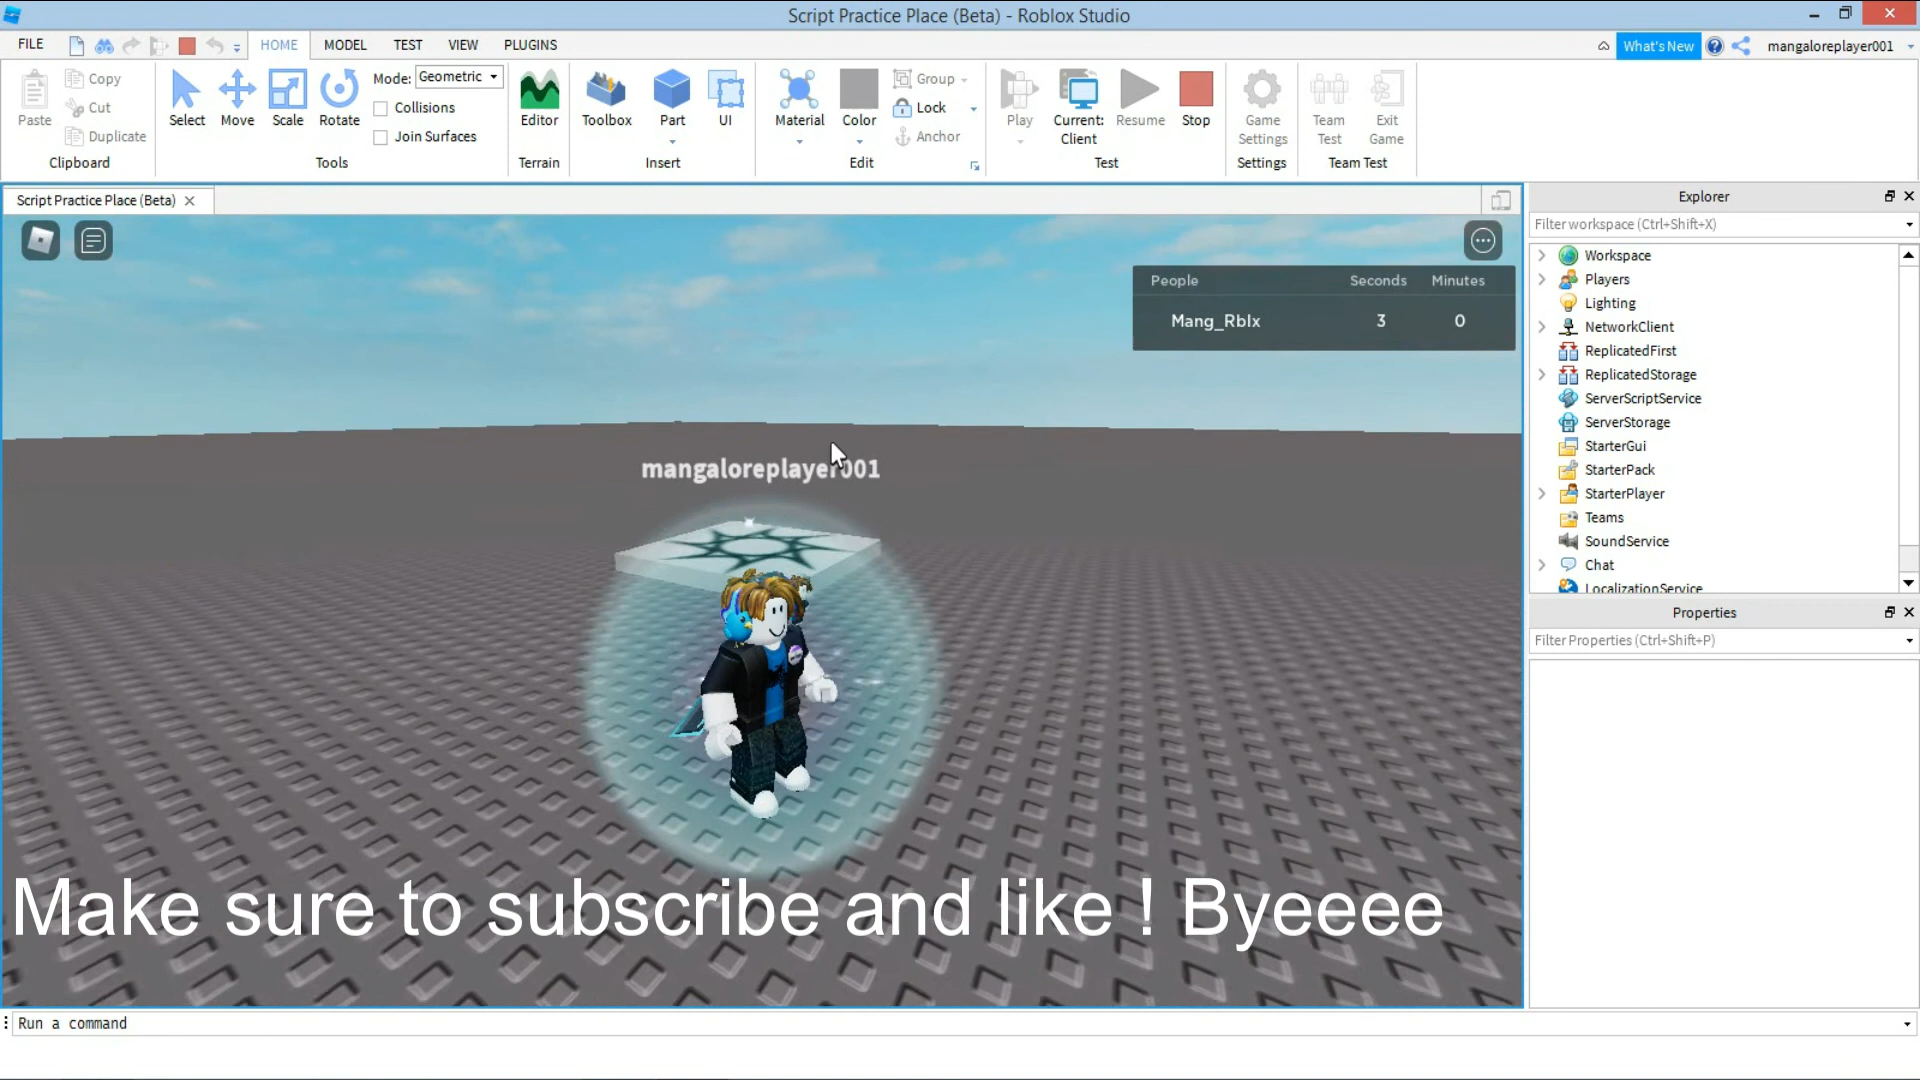 Script Practice Place (Beta) - Roblox Studio
FILE HOME MODEL TEST VIEW PLUGINS What's New mangaloreplayer001
Paste Copy Cut Duplicate Clipboard
Select Move Scale Rotate Mode: Geometric Collisions Join Surfaces Tools
Editor Terrain
Toolbox Part UI Insert
Material Color Group Lock Anchor Edit
Play Current: Client Resume Stop Test
Game Settings Settings
Team Test Exit Game Team Test
Script Practice Place (Beta)
People Seconds Minutes
Mang_Rblx 3 0
mangaloreplayer001
Make sure to subscribe and like ! Byeeee
Explorer
Filter workspace (Ctrl+Shift+X)
Workspace
Players
Lighting
NetworkClient
ReplicatedFirst
ReplicatedStorage
ServerScriptService
ServerStorage
StarterGui
StarterPack
StarterPlayer
Teams
SoundService
Chat
LocalizationService
Properties
Filter Properties (Ctrl+Shift+P)
Run a command